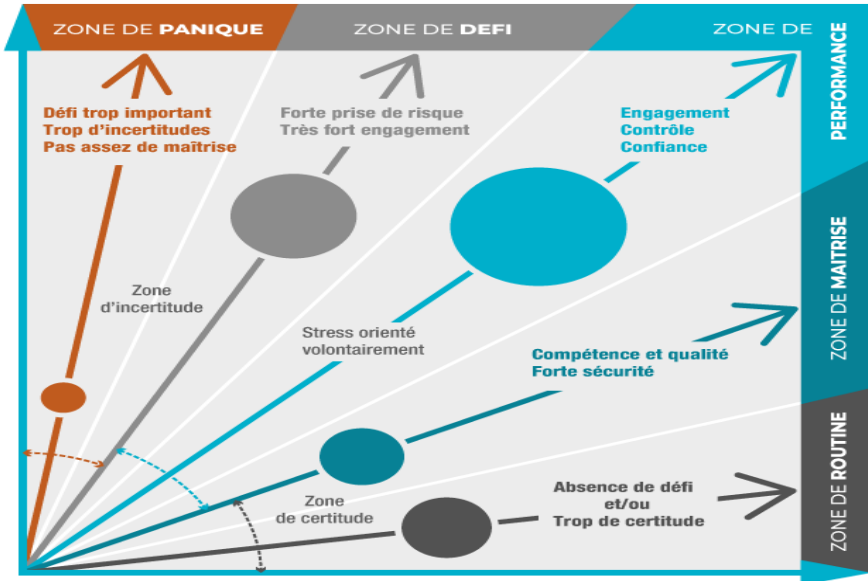 ZONE DE PANIQUE
ZONE DE DEFI
ZONE DE
PERFORMANCE
Défi trop important
Trop d'incertitudes
Pas assez de maîtrise
Forte prise de risque
Très fort engagement
Engagement
Contrôle
Confiance
Zone
d'incertitude
Stress orienté
volontairement
ZONE DE MAITRISE
Compétence et qualité
Forte sécurité
Zone
de certitude
Absence de défi
et/ou
Trop de certitude
ZONE DE ROUTINE